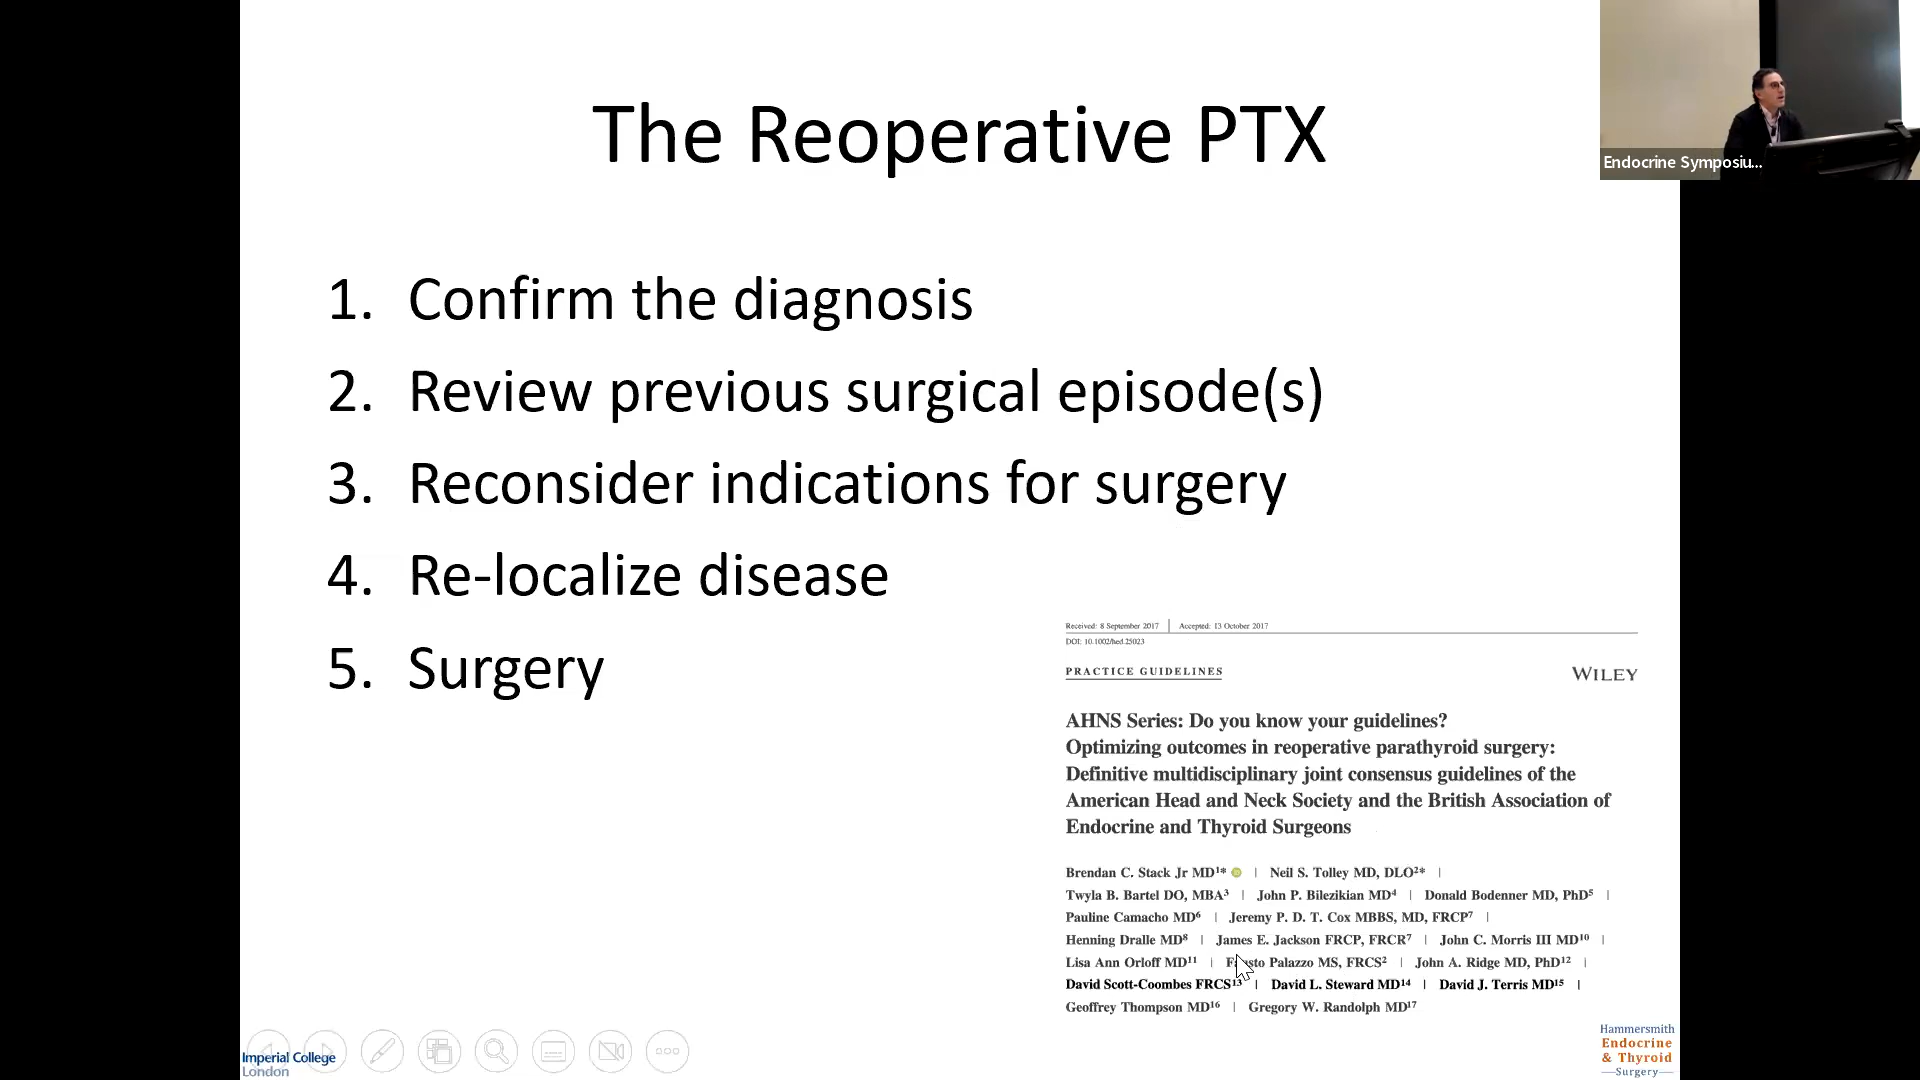 The Reoperative PTX
Endocrine Symposiu...
1. Confirm the diagnosis
2. Review previous surgical episode(s)
3. Reconsider indications for surgery
4. Re-localize disease
5. Surgery
Received: 8 September 2017 | Accepted: 13 October 2017
DOI: 10.1002/hed.25023
PRACTICE GUIDELINES
WILEY
AHNS Series: Do you know your guidelines?
Optimizing outcomes in reoperative parathyroid surgery:
Definitive multidisciplinary joint consensus guidelines of the
American Head and Neck Society and the British Association of
Endocrine and Thyroid Surgeons
Brendan C. Stack Jr MD¹* | Neil S. Tolley MD, DLO²* |
Twyla B. Bartel DO, MBA³ | John P. Bilezikian MD⁴ | Donald Bodenner MD, PhD⁵ |
Pauline Camacho MD⁶ | Jeremy P. D. T. Cox MBBS, MD, FRCP⁷ |
Henning Dralle MD⁸ | James E. Jackson FRCP, FRCR⁷ | John C. Morris III MD¹⁰ |
Lisa Ann Orloff MD¹¹ | Fausto Palazzo MS, FRCS² | John A. Ridge MD, PhD¹² |
David Scott-Coombes FRCS¹³ | David L. Steward MD¹⁴ | David J. Terris MD¹⁵ |
Geoffrey Thompson MD¹⁶ | Gregory W. Randolph MD¹⁷
Imperial College
London
Hammersmith
Endocrine
& Thyroid
Surgery